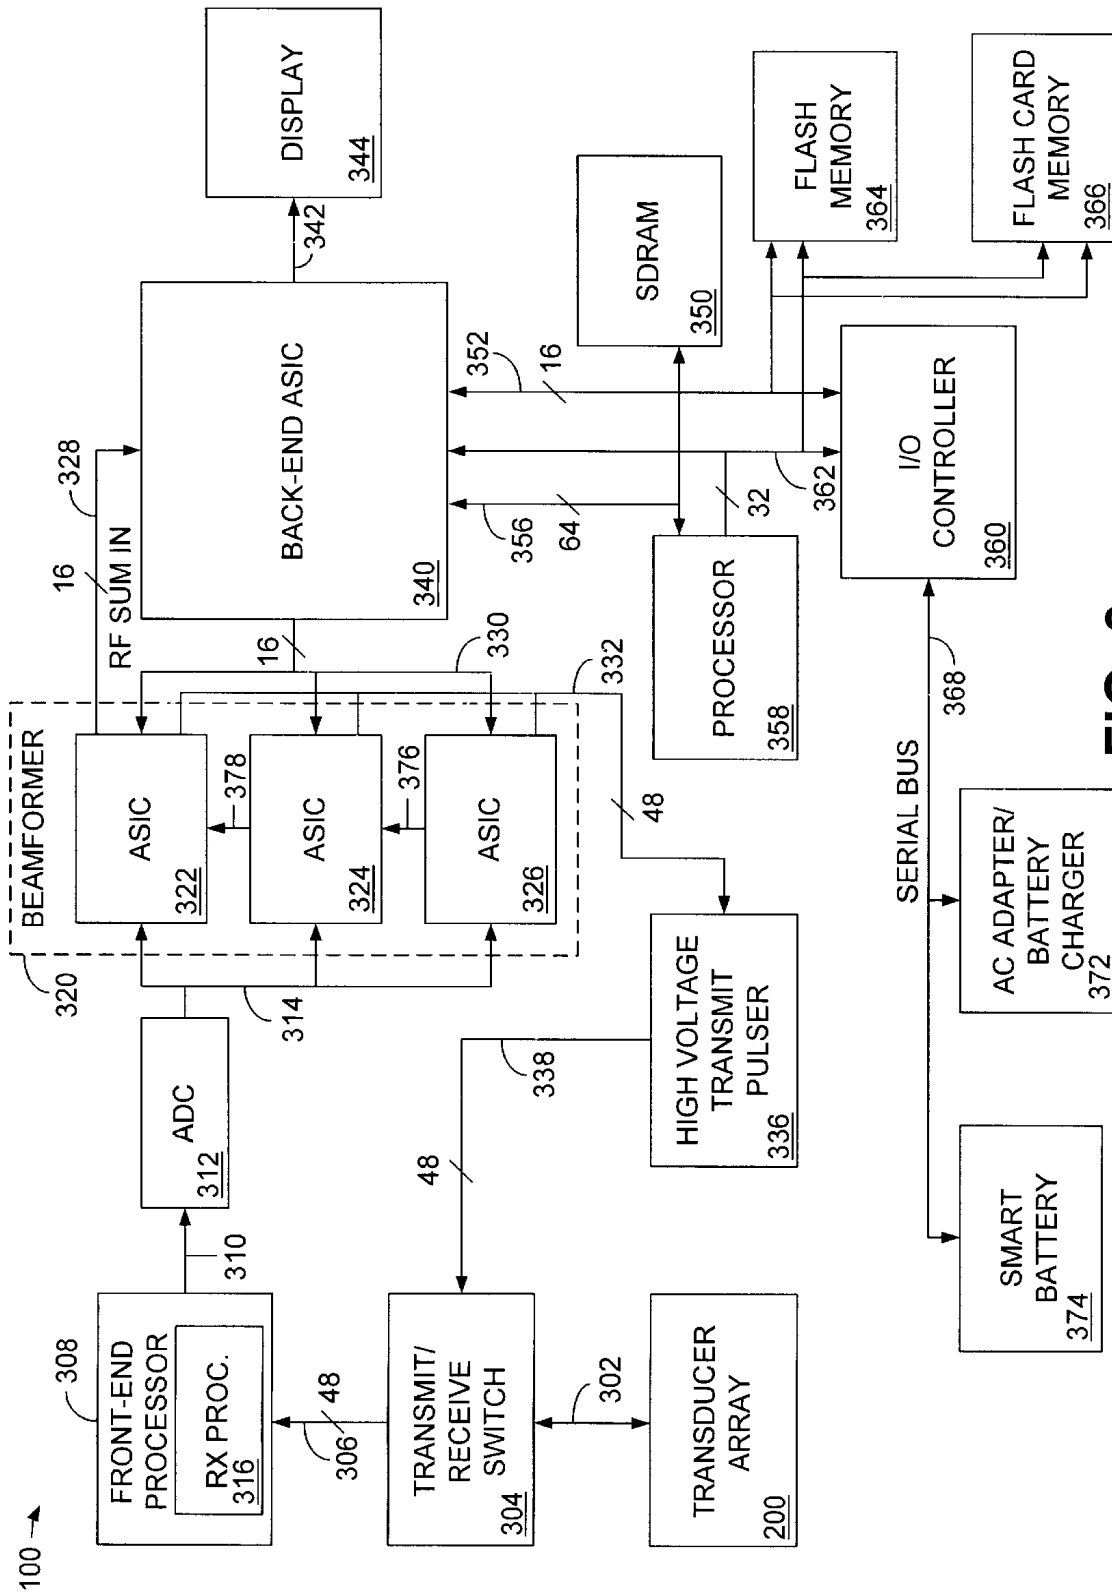 100
308
FRONT-END
PROCESSOR
RX PROC.
316
306
48
TRANSMIT/
RECEIVE
SWITCH
304
302
TRANSDUCER
ARRAY
200
310
ADC
312
314
320
BEAMFORMER
ASIC
322
378
ASIC
324
376
ASIC
326
16
RF SUM IN
328
16
330
332
48
HIGH VOLTAGE
TRANSMIT
PULSER
336
338
48
BACK-END ASIC
340
342
DISPLAY
344
352
16
356
64
SDRAM
350
PROCESSOR
358
32
362
FLASH
MEMORY
364
FLASH CARD
MEMORY
366
I/O
CONTROLLER
360
SERIAL BUS
368
AC ADAPTER/
BATTERY
CHARGER
372
SMART
BATTERY
374